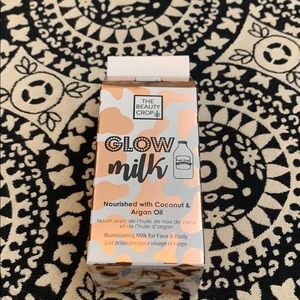 THE
BEAUTY
CROP
GLOW
milk
Nourished with Coconut &
Argan Oil
Nourri avec de l'huile de noix de coco
et de l'huile d'argan
Illuminating Milk for Face & Body
Lait éclairant pour visage et corps